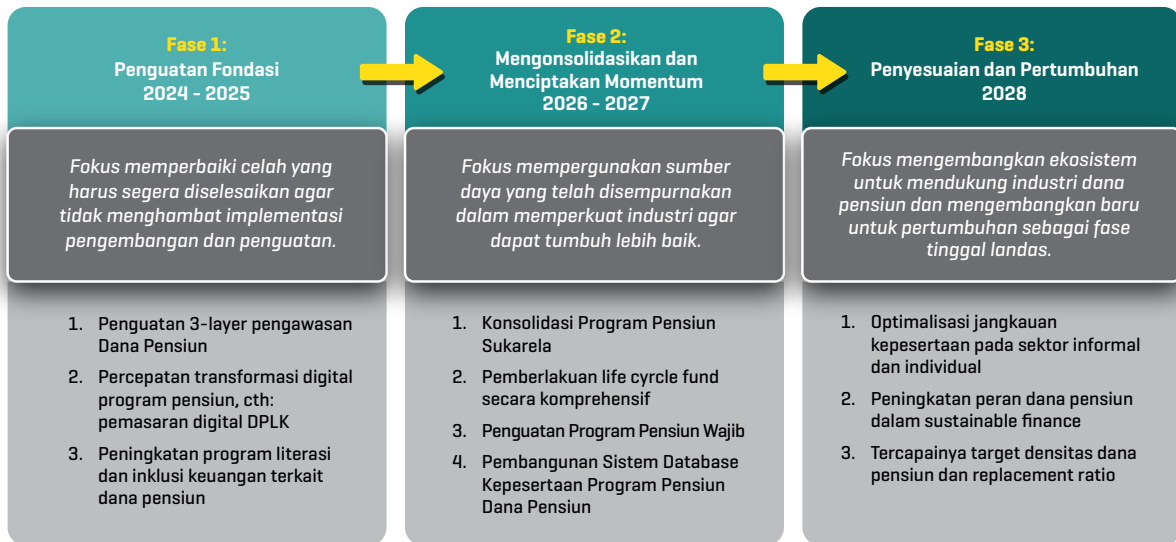 Fase 1:
Penguatan Fondasi
2024 - 2025
Fokus memperbaiki celah yang
harus segera diselesaikan agar
tidak menghambat implementasi
pengembangan dan penguatan.
1. Penguatan 3-layer pengawasan
Dana Pensiun
2. Percepatan transformasi digital
program pensiun, cth:
pemasaran digital DPLK
3. Peningkatan program literasi
dan inklusi keuangan terkait
dana pensiun
Fase 2:
Mengonsolidasikan dan
Menciptakan Momentum
2026 - 2027
Fokus mempergunakan sumber
daya yang telah disempurnakan
dalam memperkuat industri agar
dapat tumbuh lebih baik.
1. Konsolidasi Program Pensiun
Sukarela
2. Pemberlakuan life cyrcle fund
secara komprehensif
3. Penguatan Program Pensiun Wajib
4. Pembangunan Sistem Database
Kepesertaan Program Pensiun
Dana Pensiun
Fase 3:
Penyesuaian dan Pertumbuhan
2028
Fokus mengembangkan ekosistem
untuk mendukung industri dana
pensiun dan mengembangkan baru
untuk pertumbuhan sebagai fase
tinggal landas.
1. Optimalisasi jangkauan
kepesertaan pada sektor informal
dan individual
2. Peningkatan peran dana pensiun
dalam sustainable finance
3. Tercapainya target densitas dana
pensiun dan replacement ratio